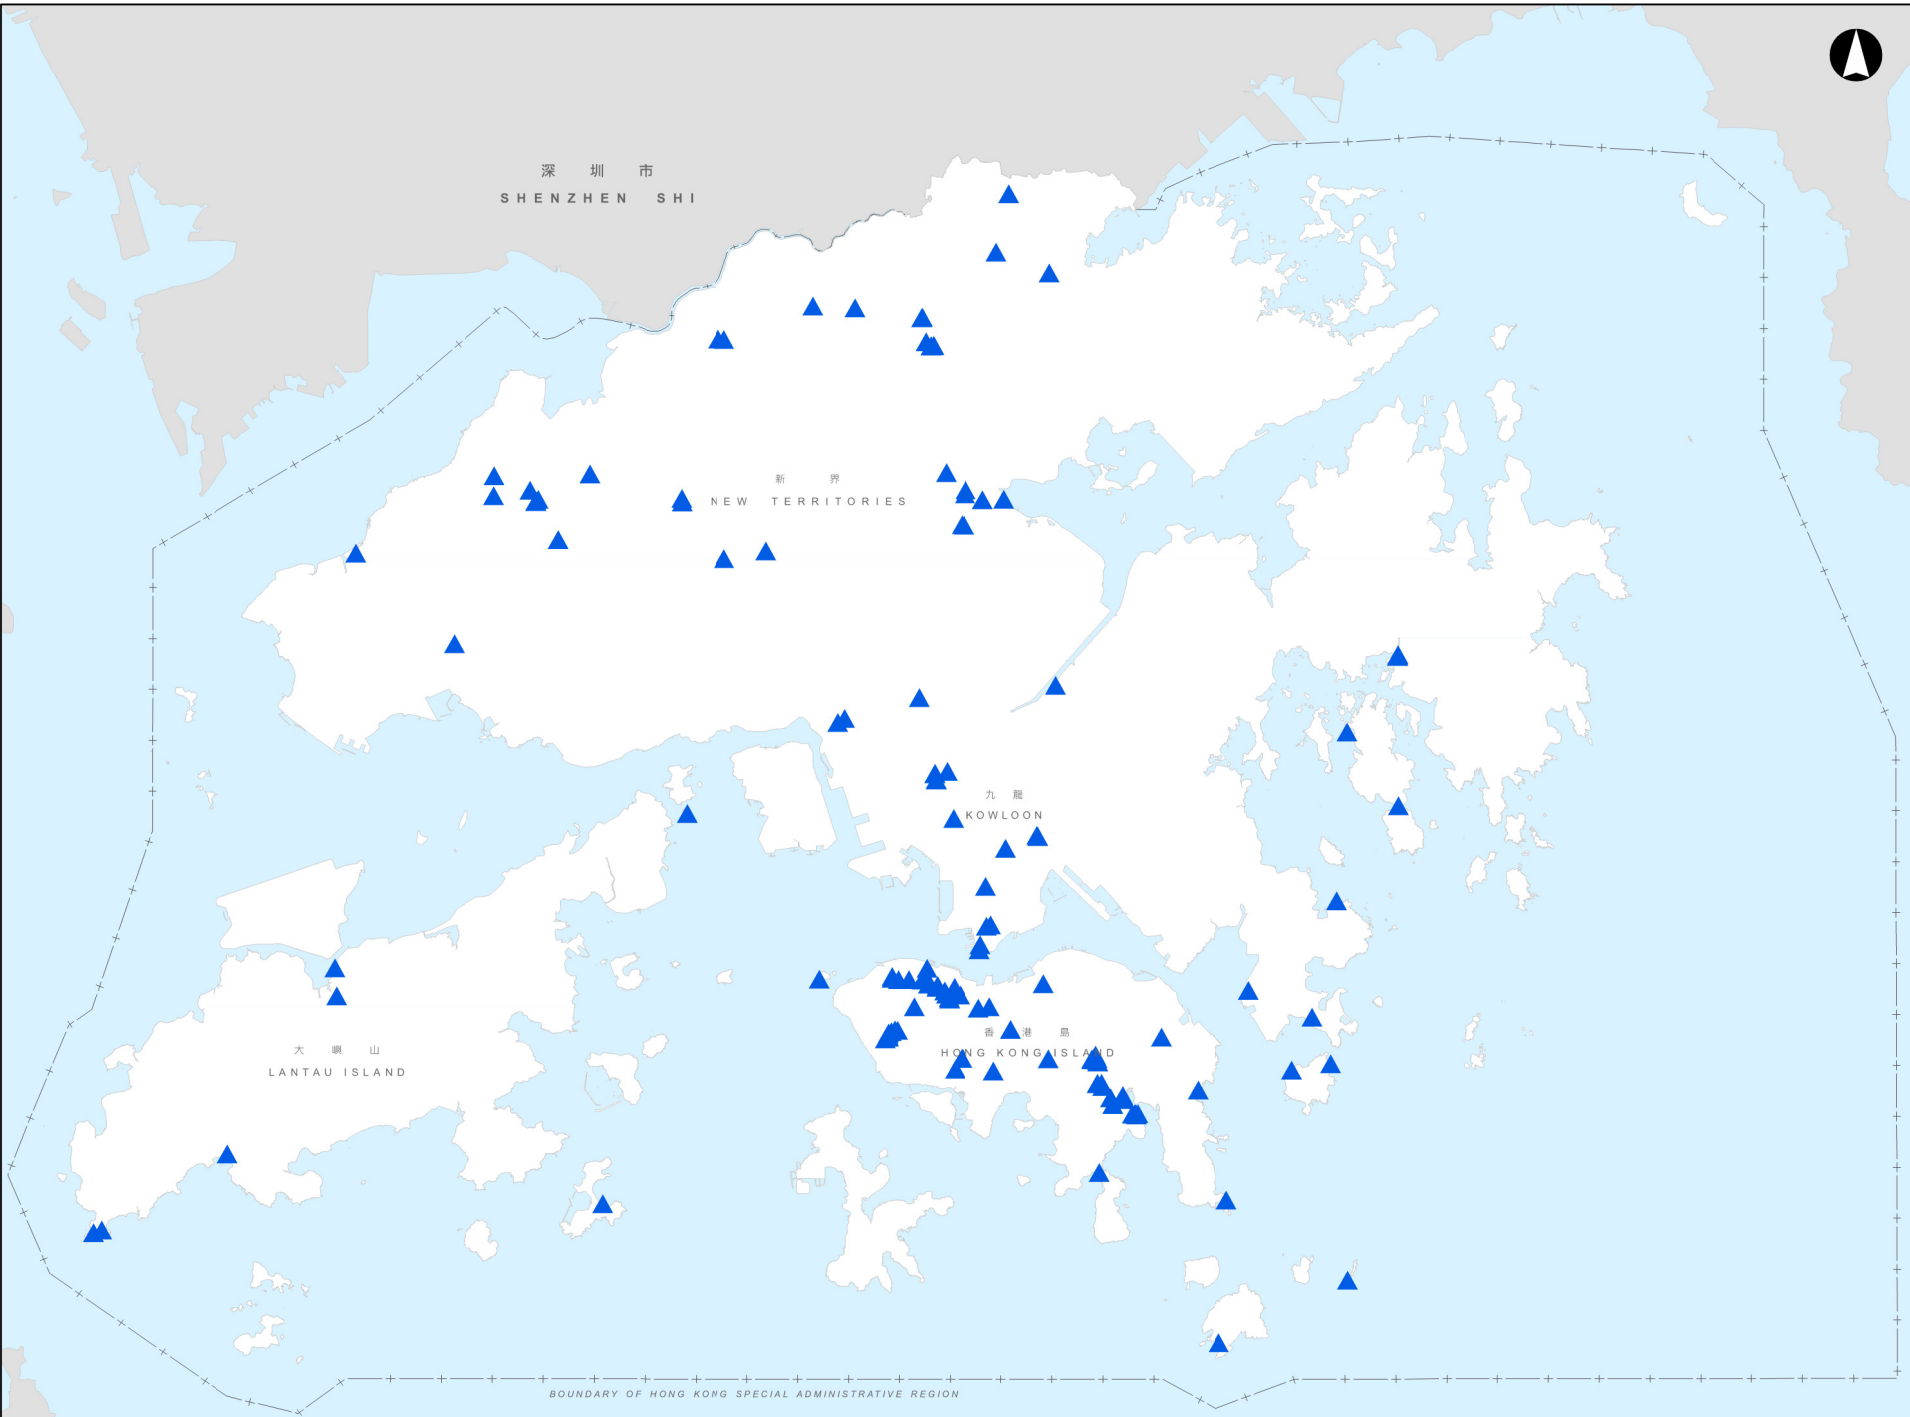 深 圳 市
SHENZHEN SHI
新 界
NEW TERRITORIES
九 龍
KOWLOON
香 港 島
HONG KONG ISLAND
大 嶼 山
LANTAU ISLAND
BOUNDARY OF HONG KONG SPECIAL ADMINISTRATIVE REGION